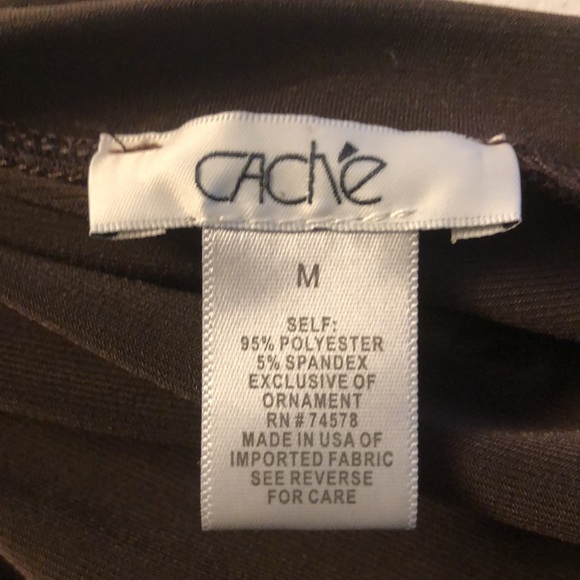 CAChé
M
SELF:
95% POLYESTER
5% SPANDEX
EXCLUSIVE OF
ORNAMENT
RN # 74578
MADE IN USA OF
IMPORTED FABRIC
SEE REVERSE
FOR CARE